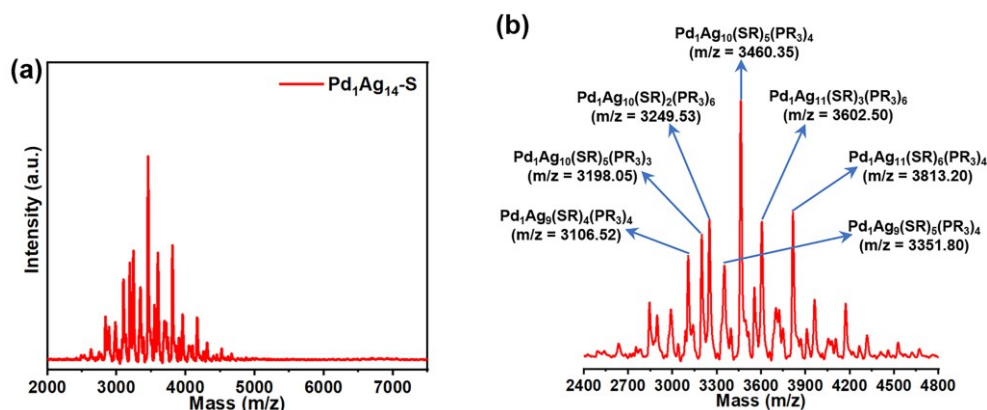 (a)
Pd₁Ag₁₄-S
Intensity (a.u.)
2000 3000 4000 5000 6000 7000
Mass (m/z)
(b)
Pd₁Ag₁₀(SR)₅(PR₃)₄
(m/z = 3460.35)
Pd₁Ag₁₀(SR)₂(PR₃)₆
(m/z = 3249.53)
Pd₁Ag₁₁(SR)₃(PR₃)₆
(m/z = 3602.50)
Pd₁Ag₁₀(SR)₅(PR₃)₃
(m/z = 3198.05)
Pd₁Ag₁₁(SR)₆(PR₃)₄
(m/z = 3813.20)
Pd₁Ag₉(SR)₄(PR₃)₄
(m/z = 3106.52)
Pd₁Ag₉(SR)₅(PR₃)₄
(m/z = 3351.80)
2400 2700 3000 3300 3600 3900 4200 4500 4800
Mass (m/z)